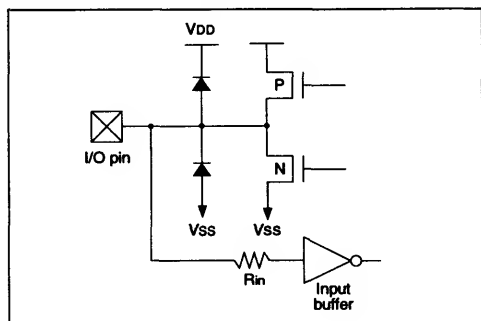 VDD
P
I/O pin
N
VSS
VSS
Rin
Input
buffer